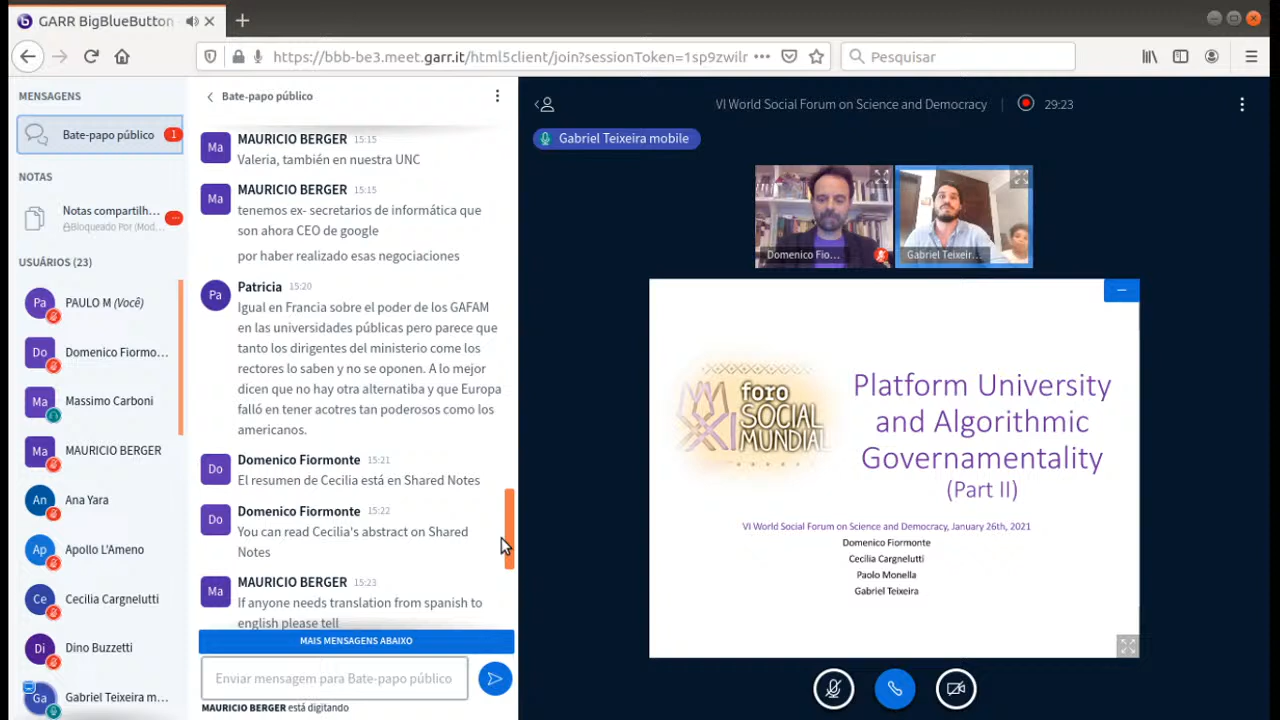 GARR BigBlueButton
https://bbb-be3.meet.garr.it/html5client/join?sessionToken=1sp9zwilr
Pesquisar
MENSAGENS
Bate-papo público
1
NOTAS
Notas compartilh...
Bloqueado Por (Mod...
USUÁRIOS (23)
Pa
PAULO M (Você)
Do
Domenico Fiormo...
Ma
Massimo Carboni
Ma
MAURICIO BERGER
An
Ana Yara
Ap
Apollo L'Ameno
Ce
Cecilia Cargnelutti
Di
Dino Buzzetti
Ga
Gabriel Teixeira m...
Bate-papo público
Ma
MAURICIO BERGER 15:15
Valeria, también en nuestra UNC
Ma
MAURICIO BERGER 15:15
tenemos ex- secretarios de informática que
son ahora CEO de google
por haber realizado esas negociaciones
Pa
Patricia 15:20
Igual en Francia sobre el poder de los GAFAM
en las universidades públicas pero parece que
tanto los dirigentes del ministerio come los
rectores lo saben y no se oponen. A lo mejor
dicen que no hay otra alternatiba y que Europa
falló en tener acotres tan poderosos como los
americanos.
Do
Domenico Fiormonte 15:21
El resumen de Cecilia está en Shared Notes
Do
Domenico Fiormonte 15:22
You can read Cecilia's abstract on Shared
Notes
Ma
MAURICIO BERGER 15:23
If anyone needs translation from spanish to
english please tell
MAIS MENSAGENS ABAIXO
Enviar mensagem para Bate-papo público
MAURICIO BERGER está digitando
VI World Social Forum on Science and Democracy
29:23
Gabriel Teixeira mobile
Domenico Fio...
Gabriel Teixeir...
foro
SOCIAL
MUNDIAL
Platform University
and Algorithmic
Governamentality
(Part II)
VI World Social Forum on Science and Democracy, January 26th, 2021
Domenico Fiormonte
Cecilia Cargnelutti
Paolo Monella
Gabriel Teixeira